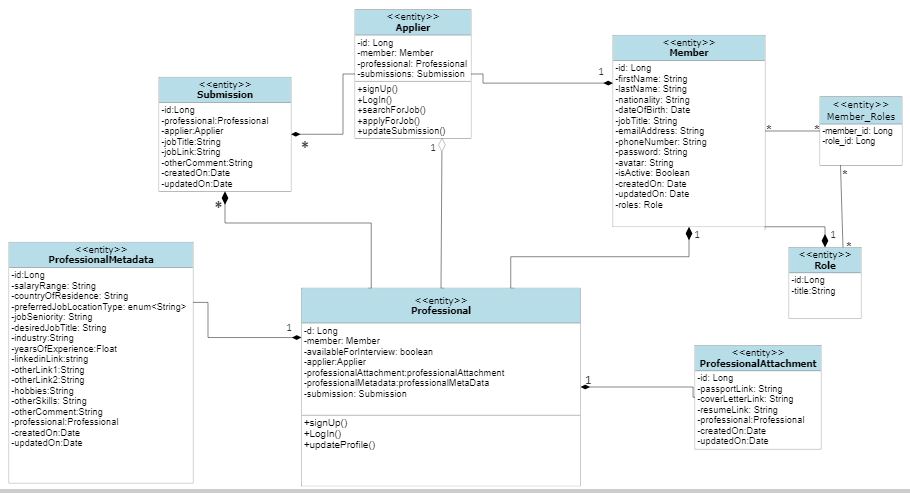 <<entity>>
Applier
-id: Long
-member: Member
-professional: Professional
-submissions: Submission
+signUp()
+LogIn()
+searchForJob()
+applyForJob()
+updateSubmission()
1
<<entity>>
Member
-id: Long
-firstName: String
-lastName: String
-nationality: String
-dateOfBirth: Date
-jobTitle: String
-emailAddress: String
-phoneNumber: String
-password: String
-avatar: String
-isActive: Boolean
-createdOn: Date
-updatedOn: Date
-roles: Role
1
1
*
*
<<entity>>
Member_Roles
-member_id: Long
-role_id: Long
*
*
1
<<entity>>
Role
-id:Long
-title:String
<<entity>>
Submission
-id:Long
-professional:Professional
-applier:Applier
-jobTitle:String
-jobLink:String
-otherComment:String
-createdOn:Date
-updatedOn:Date
*
*
<<entity>>
ProfessionalMetadata
-id:Long
-salaryRange: String
-countryOfResidence: String
-preferredJobLocationType: enum<String>
-jobSeniority: String
-desiredJobTitle: String
-industry:String
-yearsOfExperience:Float
-linkedinLink:string
-otherLink1:String
-otherLink2:String
-hobbies:String
-otherSkills: String
-otherComment:String
-professional:Professional
-createdOn:Date
-updatedOn:Date
1
<<entity>>
Professional
-d: Long
-member: Member
-availableForInterview: boolean
-applier:Applier
-professionalAttachment:professionalAttachment
-professionalMetadata:professionalMetaData
-submission: Submission
+signUp()
+LogIn()
+updateProfile()
1
<<entity>>
ProfessionalAttachment
-id: Long
-passportLink: String
-coverLetterLink: String
-resumeLink: String
-professional:Professional
-createdOn:Date
-updatedOn:Date